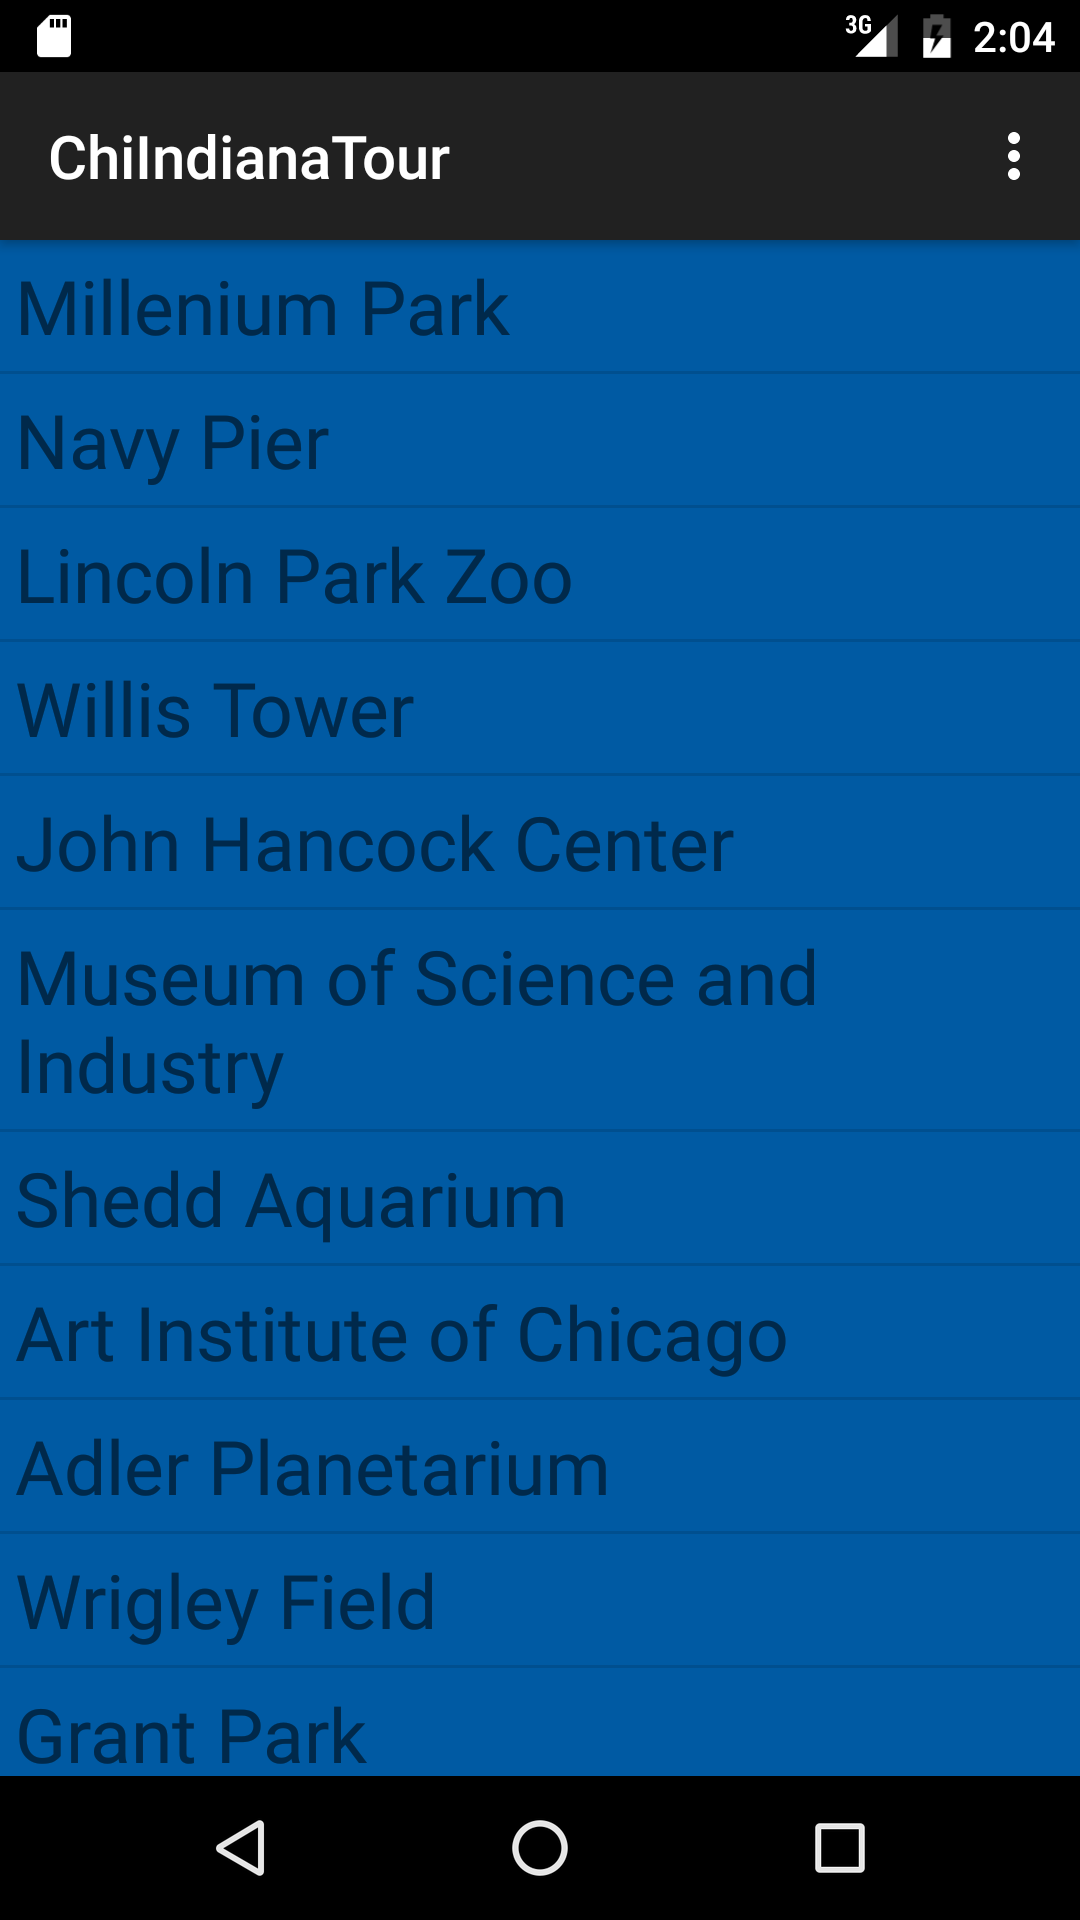 3G 2:04
ChiIndianaTour
Millenium Park
Navy Pier
Lincoln Park Zoo
Willis Tower
John Hancock Center
Museum of Science and
Industry
Shedd Aquarium
Art Institute of Chicago
Adler Planetarium
Wrigley Field
Grant Park